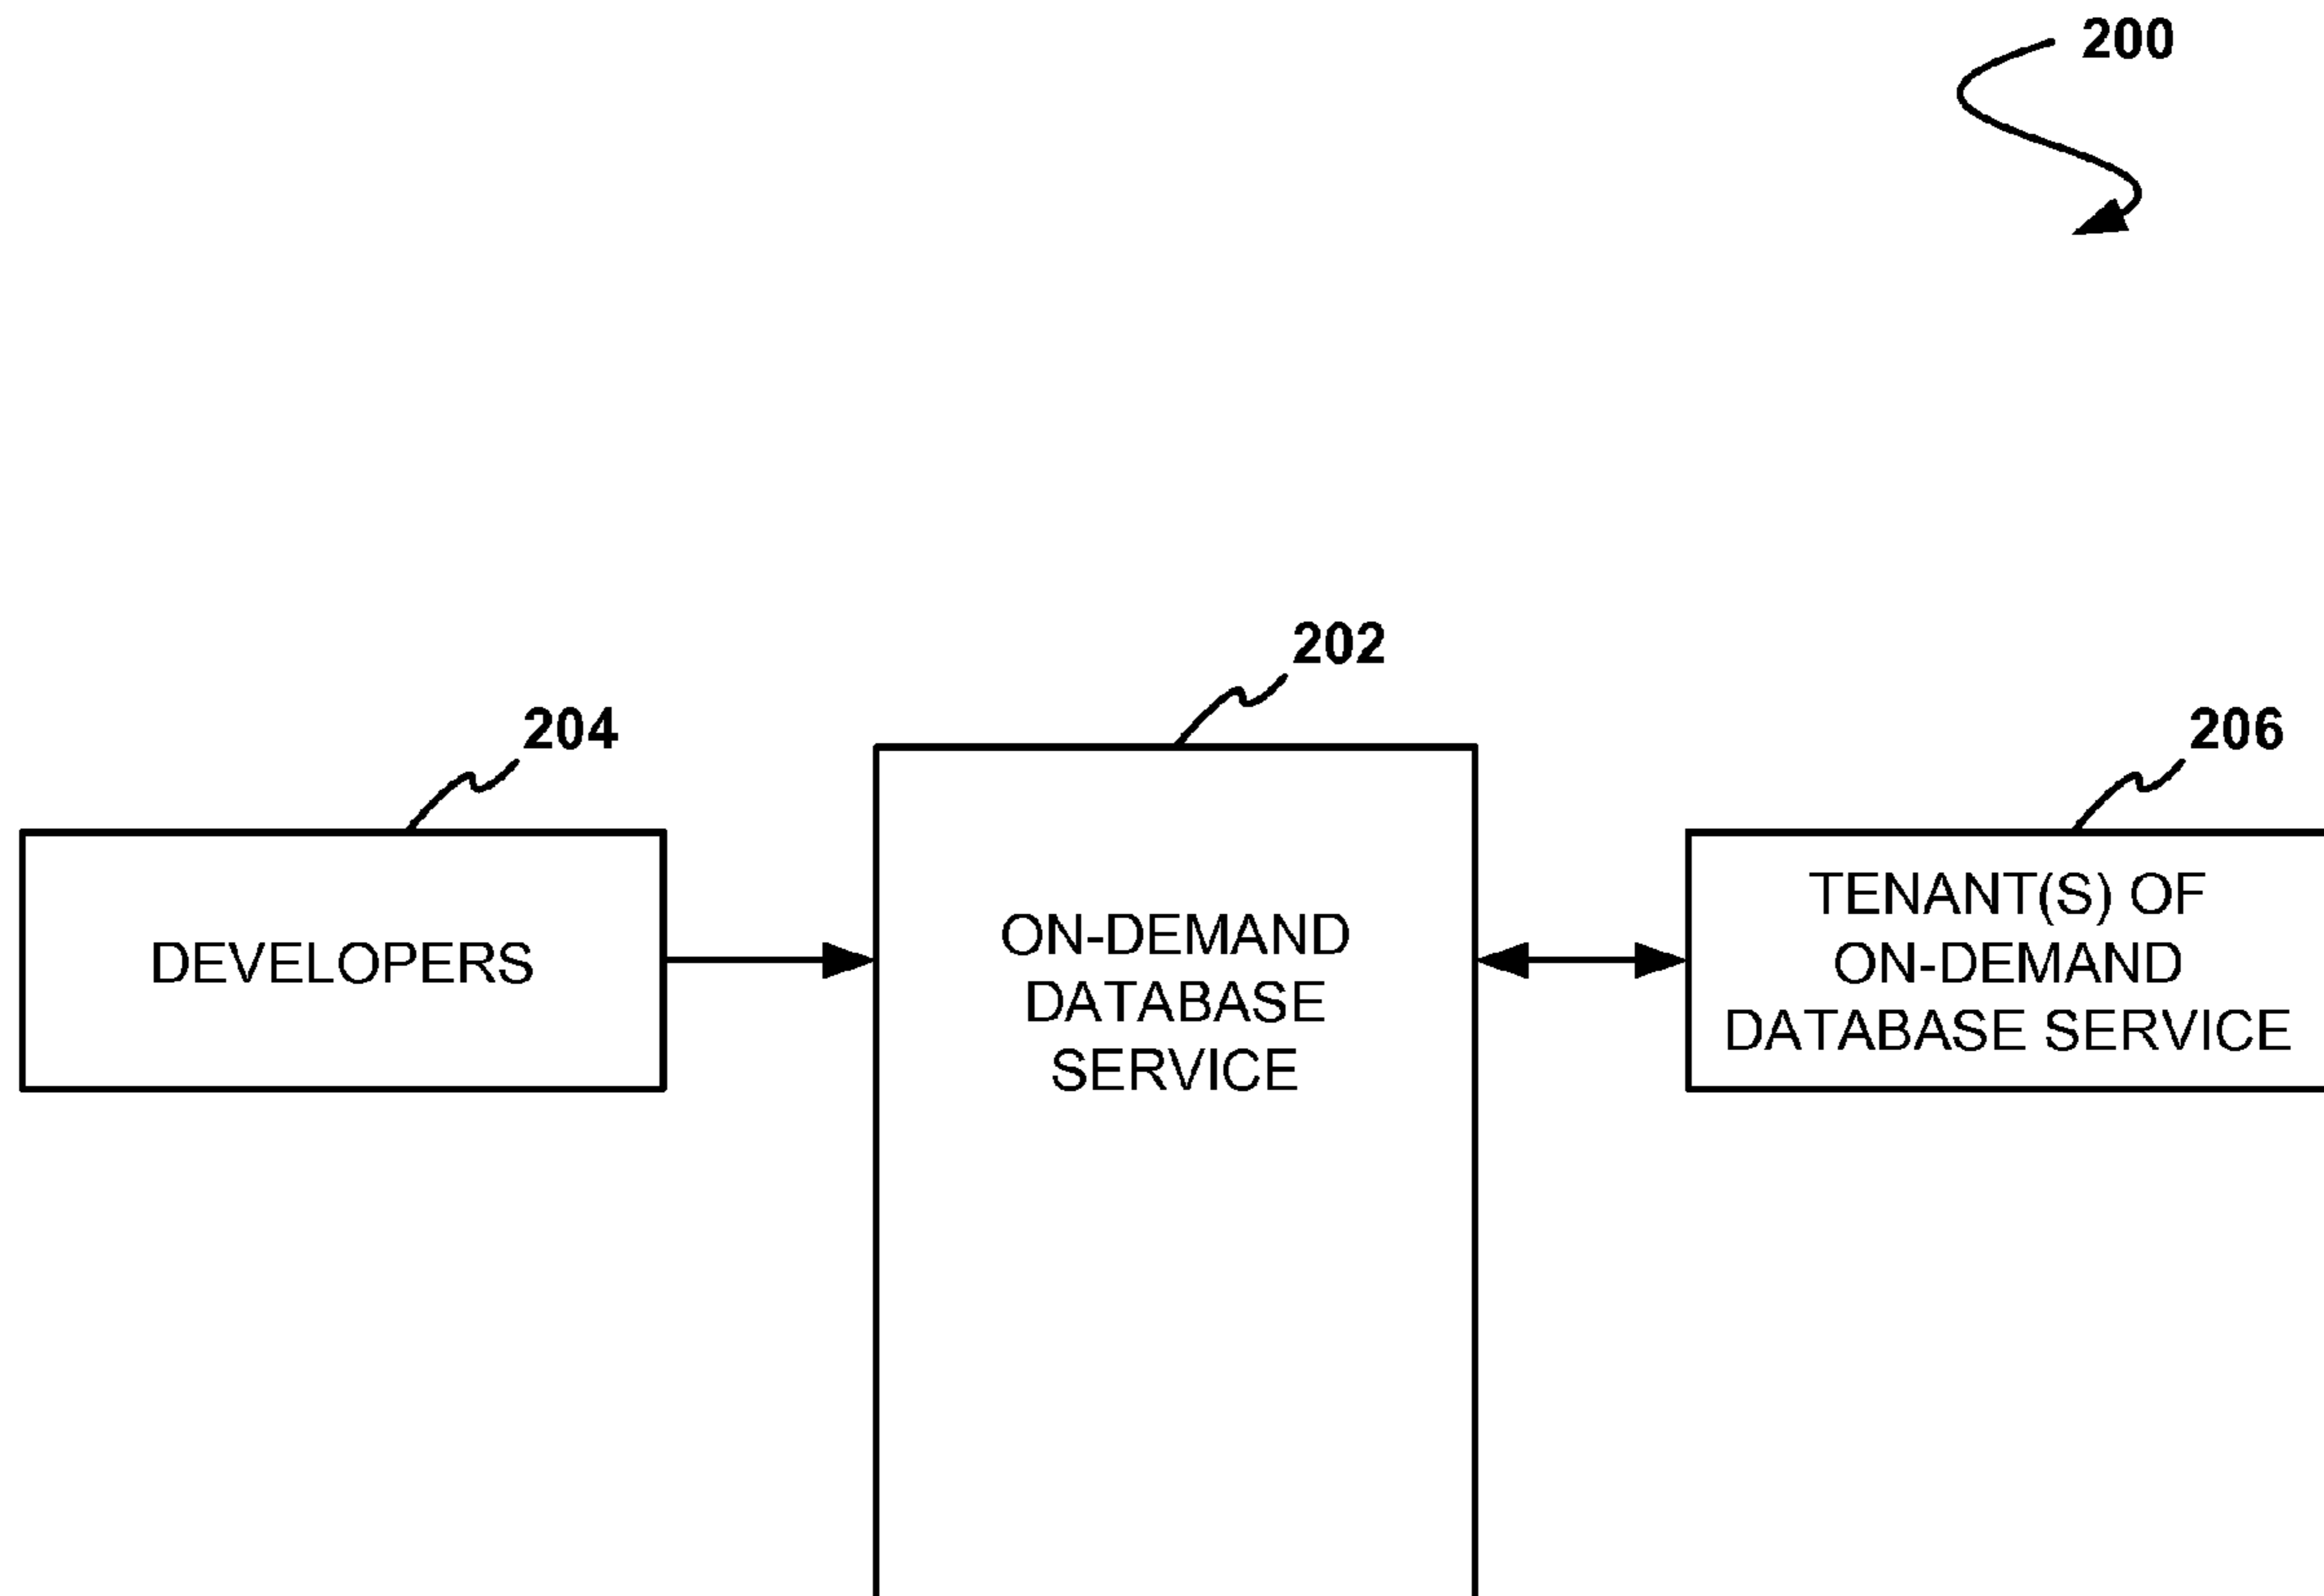 200
202
204
206
DEVELOPERS
ON-DEMAND
DATABASE
SERVICE
TENANT(S) OF
ON-DEMAND
DATABASE SERVICE